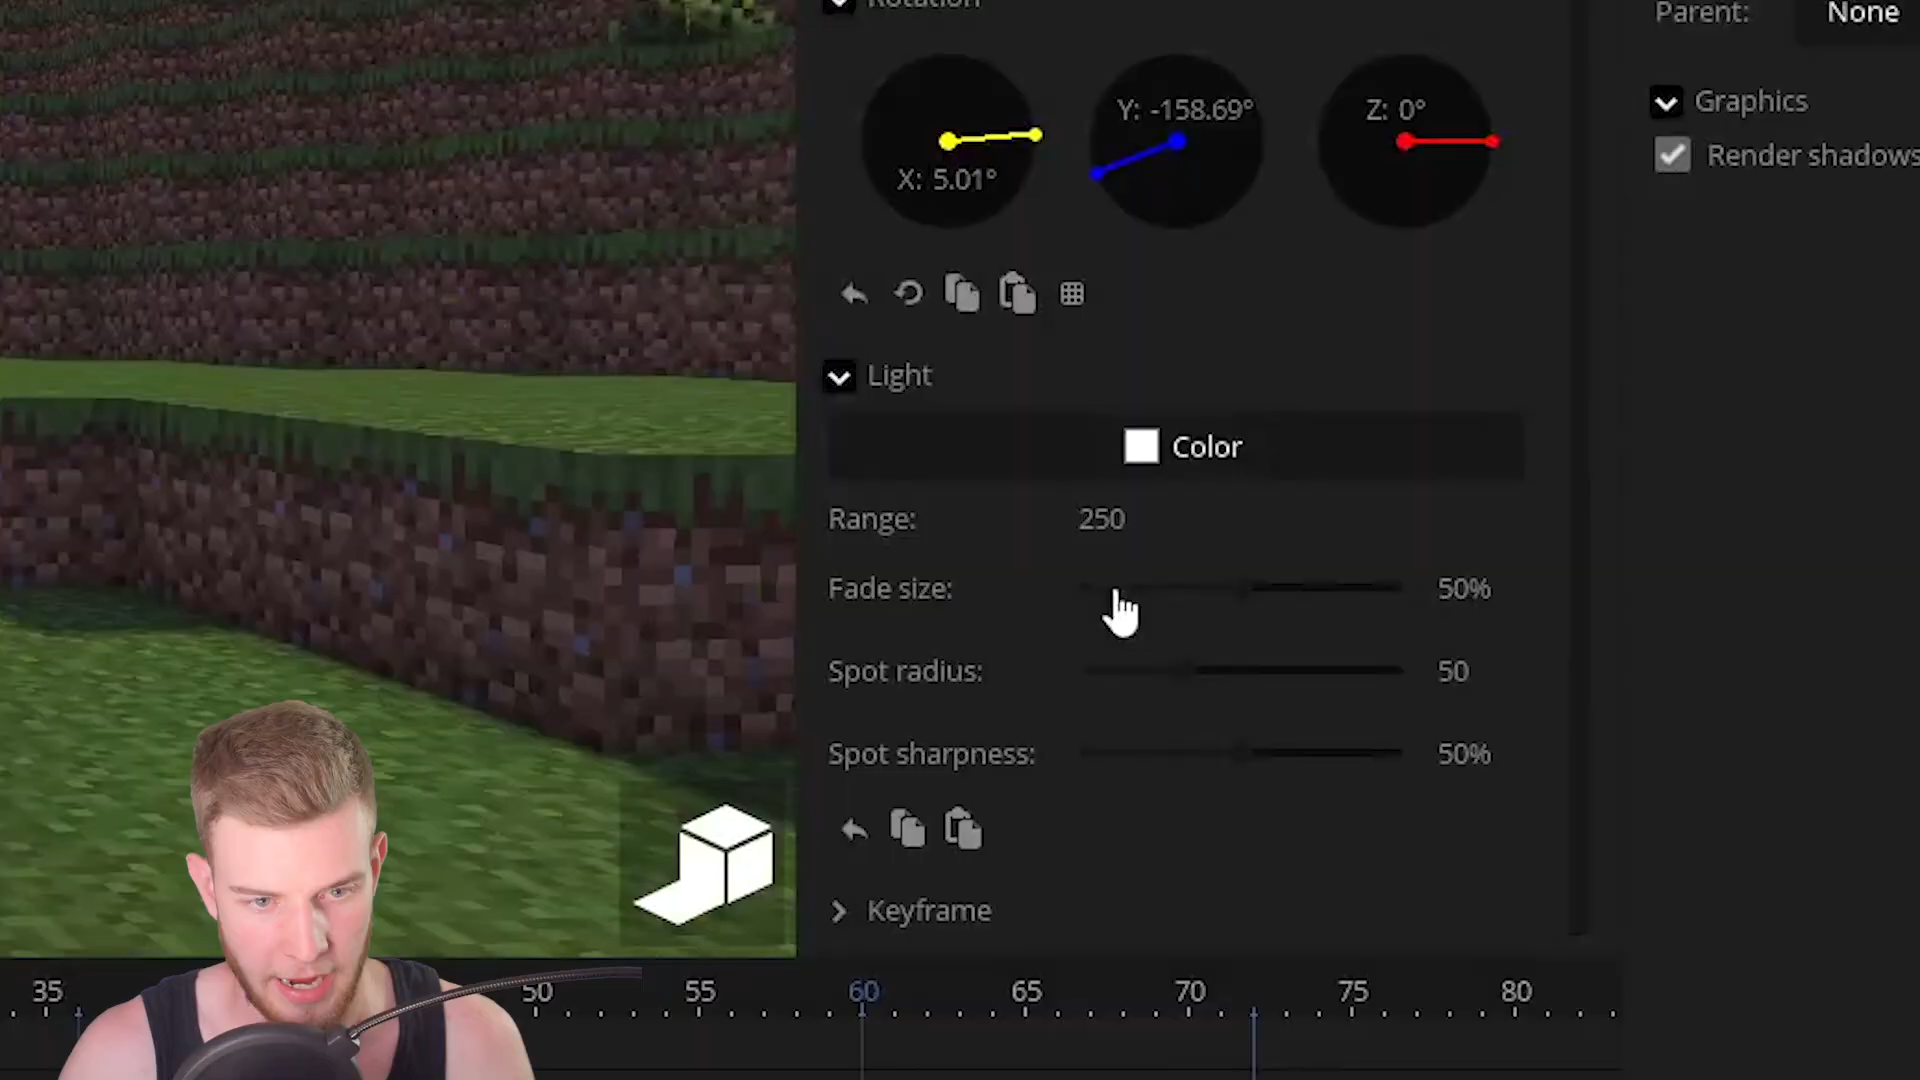 Rotation
Parent: None
Y: -158.69°
Z: 0°
X: 5.01°
Graphics
Render shadows
Light
Color
Range: 250
Fade size: 50%
Spot radius: 50
Spot sharpness: 50%
Keyframe
35 50 55 60 65 70 75 80